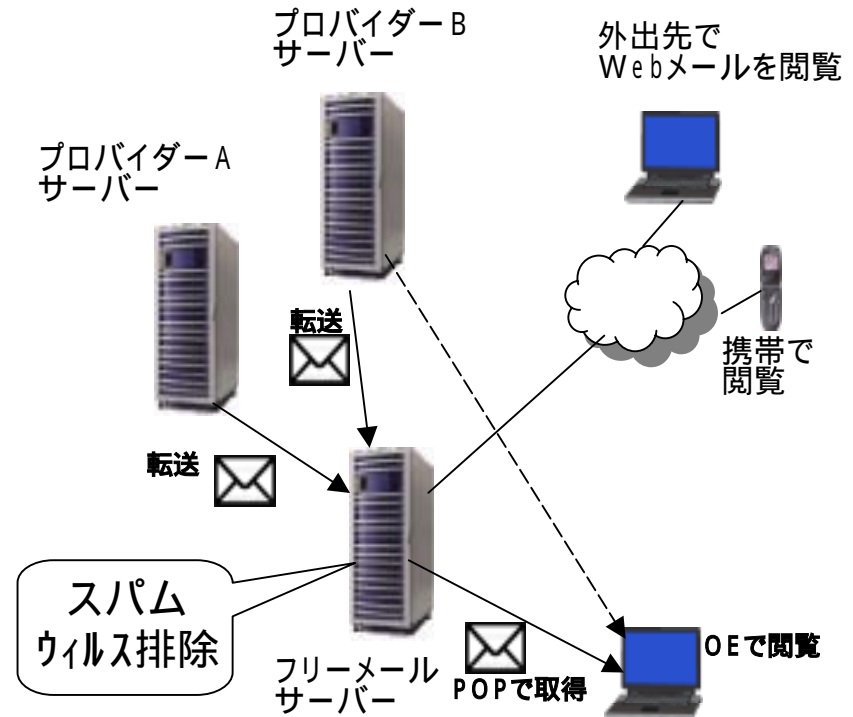 プロバイダーB
サーバー
外出先で
Webメールを閲覧
プロバイダーA
サーバー
転送
携帯で
閲覧
転送
スパム
ウィルス排除
フリーメール
サーバー
POPで取得
OEで閲覧